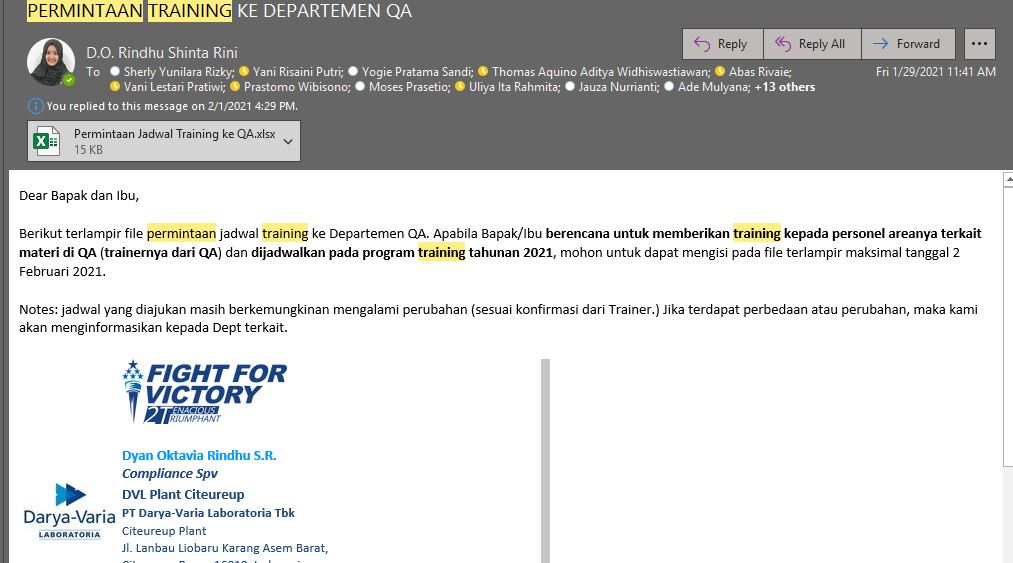 PERMINTAAN TRAINING KE DEPARTEMEN QA
D.O. Rindhu Shinta Rini
Reply
Reply All
Forward
To Sherly Yunilara Rizky; Yani Risaini Putri; Yogie Pratama Sandi; Thomas Aquino Aditya Widhiswastiawan; Abas Rivaie;
Fri 1/29/2021 11:41 AM
Vani Lestari Pratiwi; Prastomo Wibisono; Moses Prasetio; Uliya Ita Rahmita; Jauza Nurrianti; Ade Mulyana; +13 others
You replied to this message on 2/1/2021 4:29 PM.
Permintaan Jadwal Training ke QA.xlsx
15 KB
Dear Bapak dan Ibu,
Berikut terlampir file permintaan jadwal training ke Departemen QA. Apabila Bapak/Ibu berencana untuk memberikan training kepada personel areanya terkait
materi di QA (trainernya dari QA) dan dijadwalkan pada program training tahunan 2021, mohon untuk dapat mengisi pada file terlampir maksimal tanggal 2
Februari 2021.
Notes: jadwal yang diajukan masih berkemungkinan mengalami perubahan (sesuai konfirmasi dari Trainer.) Jika terdapat perbedaan atau perubahan, maka kami
akan menginformasikan kepada Dept terkait.
FIGHT FOR
VICTORY
2T ENACIOUS
RIUMPHANT
Dyan Oktavia Rindhu S.R.
Compliance Spv
DVL Plant Citeureup
PT Darya-Varia Laboratoria Tbk
Citeureup Plant
Jl. Lanbau Liobaru Karang Asem Barat,
Darya-Varia
LABORATORIA